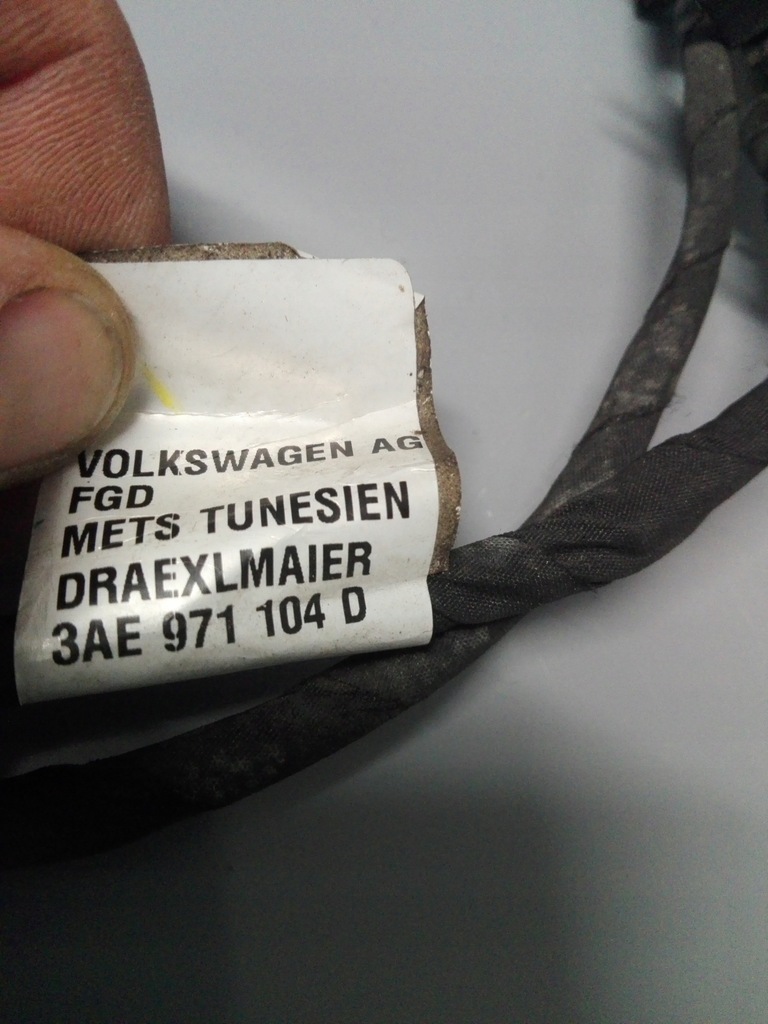 VOLKSWAGEN AG
FGD
METS TUNESIEN
DRAEXLMAIER
3AE 971 104 D